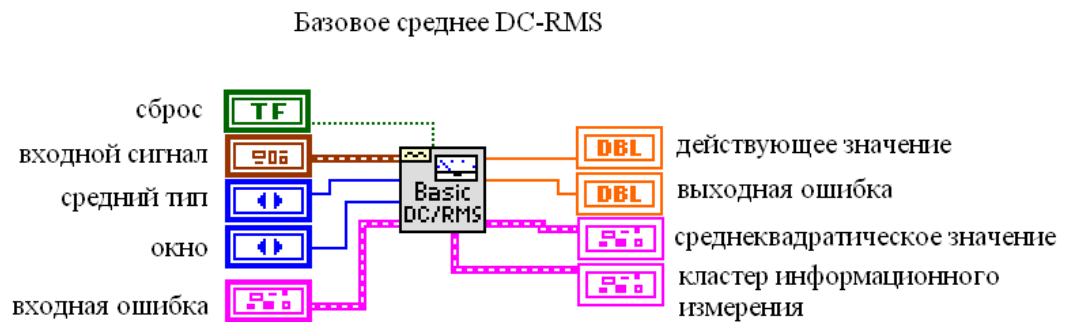 Базовое среднее DC-RMS
сброс
TF
входной сигнал
средний тип
окно
входная ошибка
Basic
DC/RMS
DBL
действующее значение
DBL
выходная ошибка
среднеквадратическое значение
кластер информационного
измерения